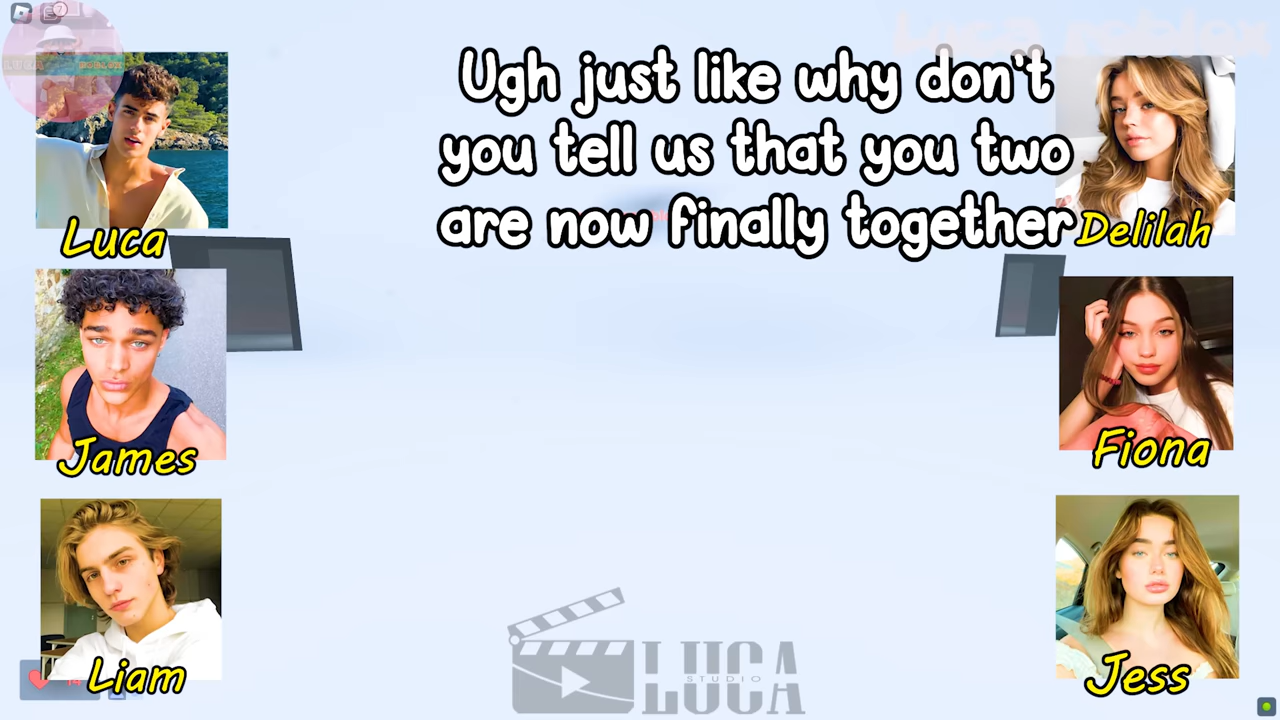 Ugh just like why don't
you tell us that you two
are now finally together
Luca
Delilah
James
Fiona
Liam
Jess
LUCA
STUDIO